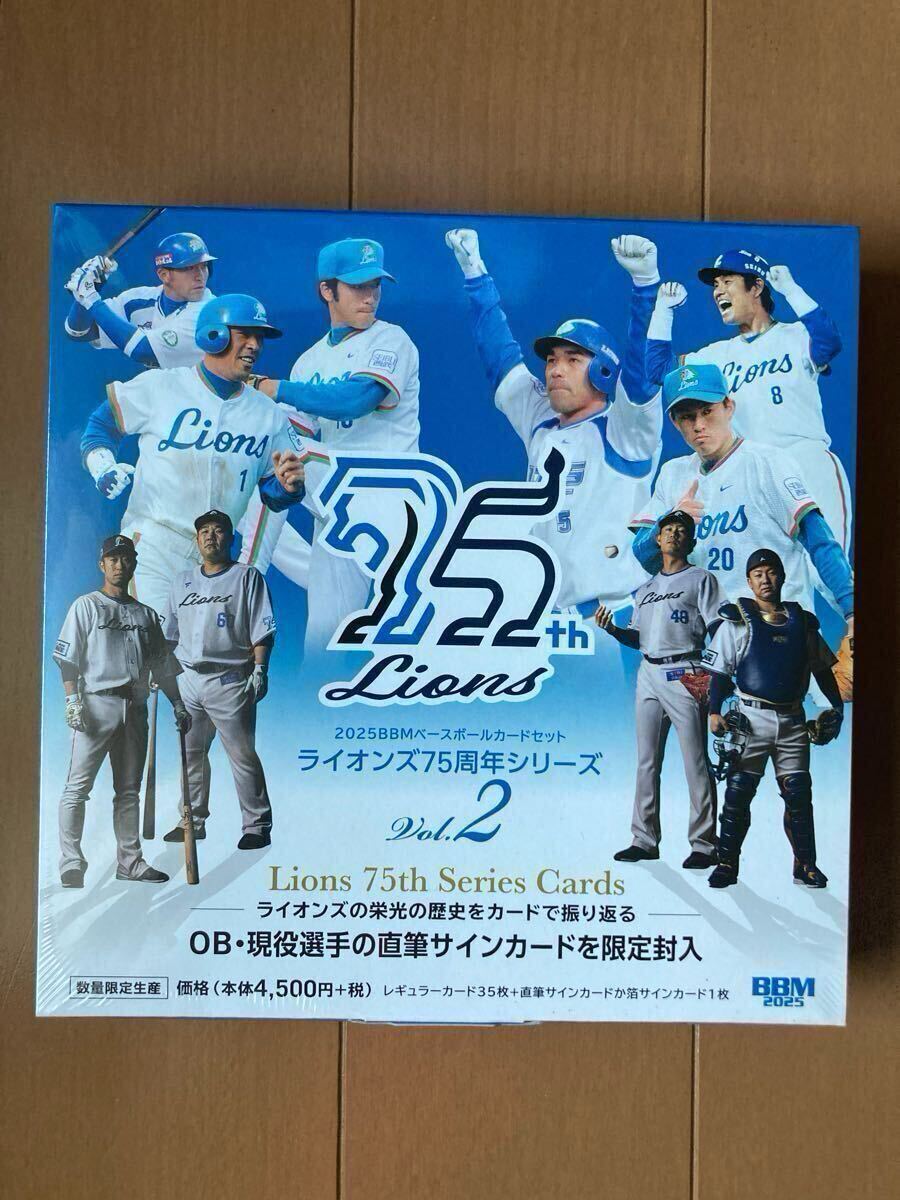 Lions
SEIBU
Lions
Lions
1
Lions
8
5
Lions
20
Lions
60
Lions
Lions
48
75th
Lions
2025BBMベースボールカードセット
ライオンズ75周年シリーズ
Vol.2
Lions 75th Series Cards
ライオンズの栄光の歴史をカードで振り返る
OB・現役選手の直筆サインカードを限定封入
数量限定生産 価格(本体4,500円+税) レギュラーカード35枚+直筆サインカードか箔サインカード1枚
BBM
2025